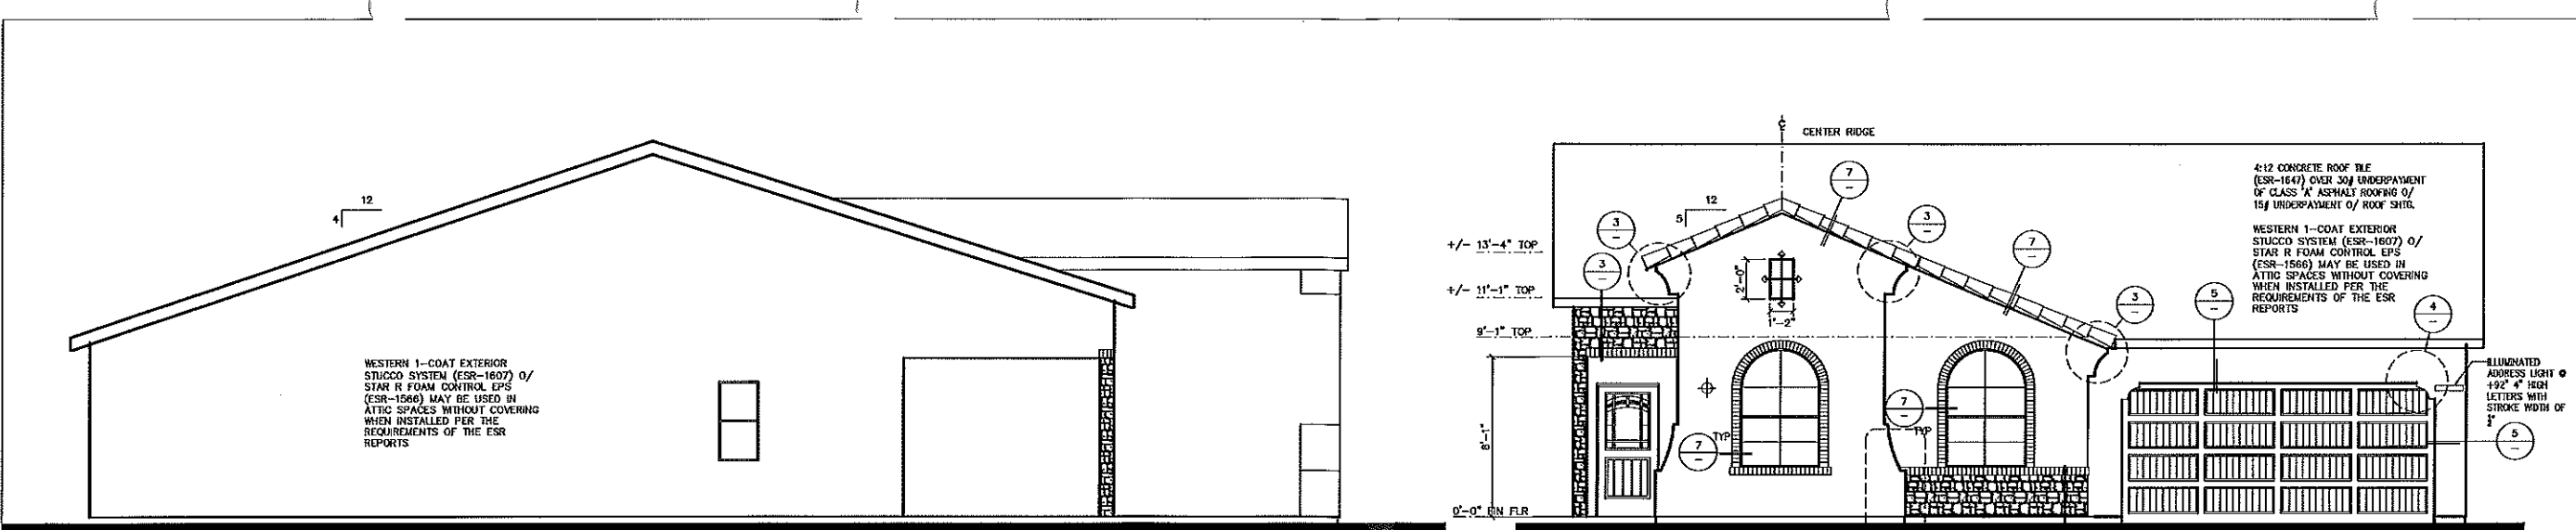 12
4
WESTERN 1-COAT EXTERIOR
STUCCO SYSTEM (ESR-1607) O/
STAR R FOAM CONTROL EPS
(ESR-1566) MAY BE USED IN
ATTIC SPACES WITHOUT COVERING
WHEN INSTALLED PER THE
REQUIREMENTS OF THE ESR
REPORTS
CENTER RIDGE
12
5
7
3
3
3
7
3
5
4
+/- 13'-4" TOP
+/- 11'-1" TOP
9'-1" TOP
2'-0"
1'-2"
8'-1"
0'-0" FIN FLR
7
TYP
7
TYP
4:12 CONCRETE ROOF TILE
(ESR-1647) OVER 30# UNDERPAYMENT
OF CLASS 'A' ASPHALT ROOFING O/
15# UNDERPAYMENT O/ ROOF SHTG.
WESTERN 1-COAT EXTERIOR
STUCCO SYSTEM (ESR-1607) O/
STAR R FOAM CONTROL EPS
(ESR-1566) MAY BE USED IN
ATTIC SPACES WITHOUT COVERING
WHEN INSTALLED PER THE
REQUIREMENTS OF THE ESR
REPORTS
ILLUMINATED
ADDRESS LIGHT @
+92" 4" HIGH
LETTERS WITH
STROKE WIDTH OF
5